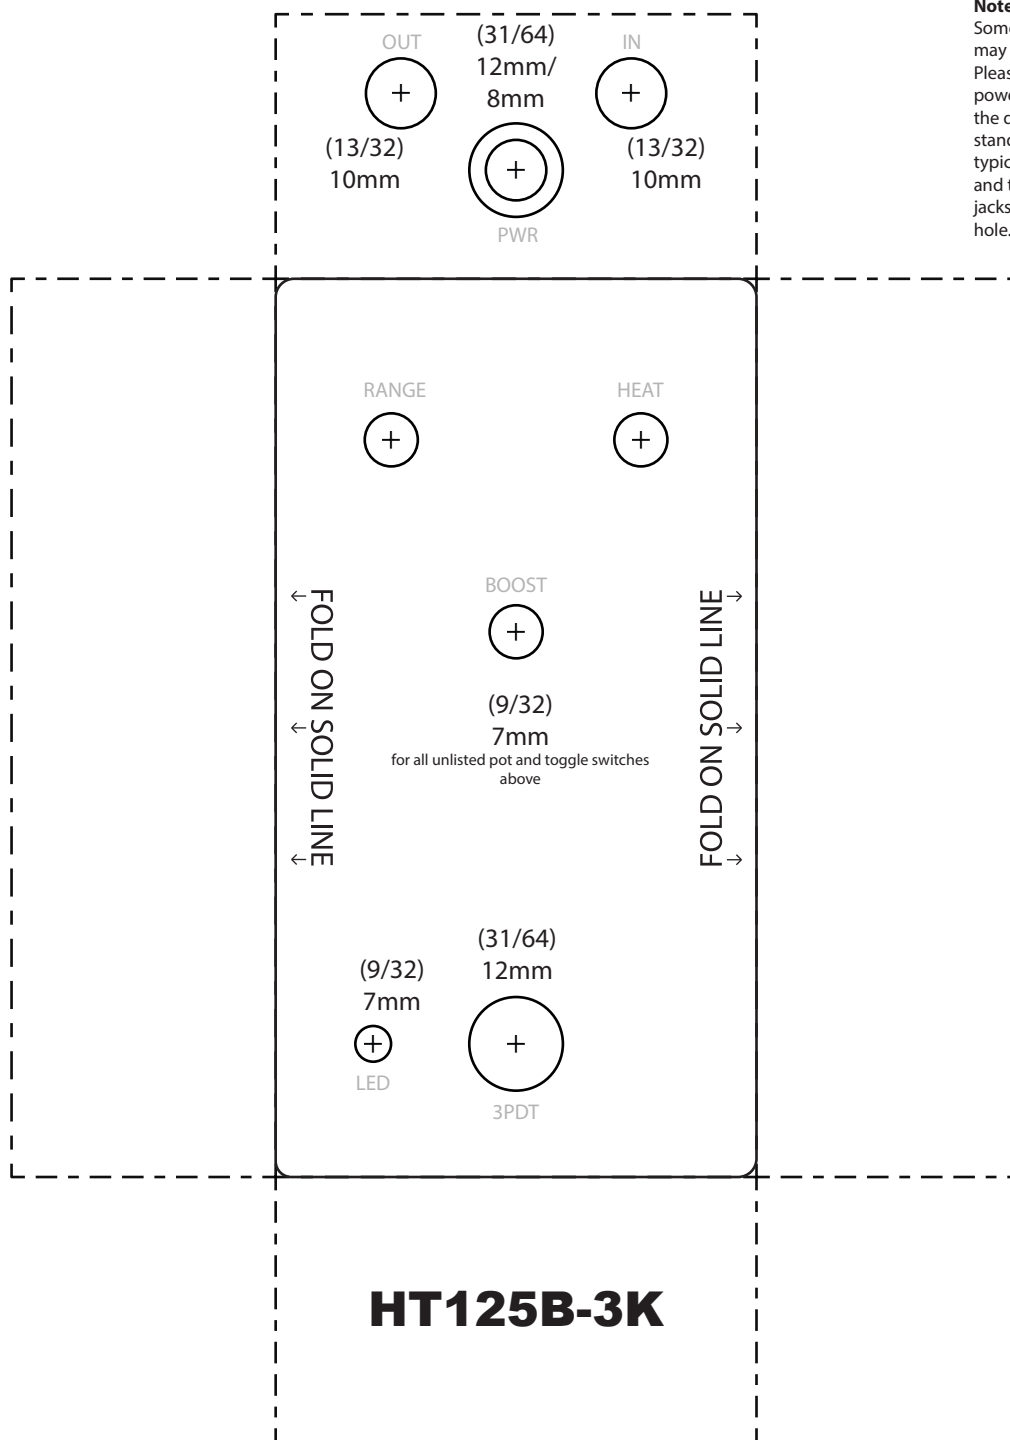 OUT
(31/64)
12mm/
8mm
IN
(13/32)
10mm
(13/32)
10mm
PWR
Note
Some
may
Pleas
powe
the
stand
typic
and
jacks
hole.
RANGE
HEAT
BOOST
FOLD ON SOLID LINE
FOLD ON SOLID LINE
(9/32)
7mm
for all unlisted pot and toggle switches
above
(9/32)
7mm
LED
(31/64)
12mm
3PDT
HT125B-3K